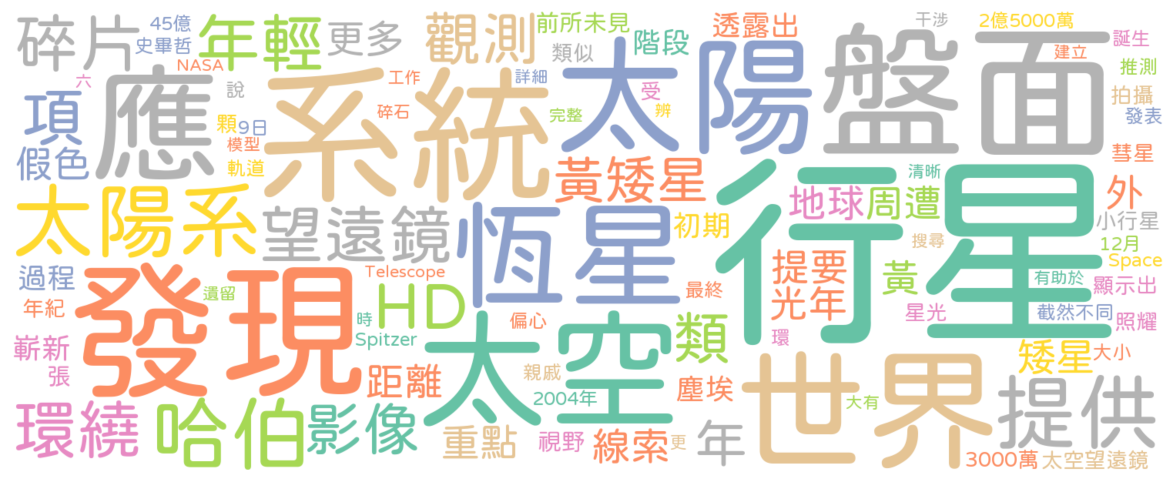 碎片
45億
史畢哲
NASA
年輕
更多
觀測
前所未見
類似
階段
透露出
干涉
2億5000萬
建立
誕生
推測
六
應
說
系統
工作
詳細
碎石
完整
太陽
受
辨
盤面
拍攝
發表
項
顆
9日
模型
軌道
假色
黃矮星
清晰
彗星
太陽系
望遠鏡
恆星
初期
地球
周遭
行星
外
小行星
12月
Space
搜尋
過程
發現
遺留
Telescope
HD
最終
提要
光年
黃
有助於
顯示出
年紀
時
Spitzer
偏心
星光
截然不同
照耀
嶄新
張
距離
太空
親戚
2004年
類
環
塵埃
世界
大有
矮星
大小
提供
環繞
哈伯
影像
重點
視野
線索
更
年
3000萬
太空望遠鏡